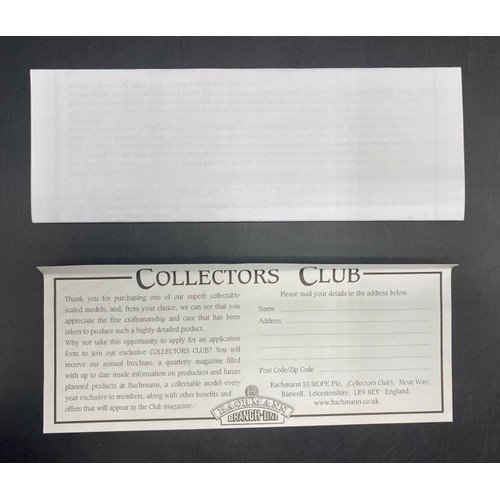 COLLECTORS CLUB
Thank you for purchasing one of our superb collectable
scaled models, and, from your choice, we can see that you
appreciate the fine craftsmanship and care that has been
taken to produce such a highly detailed product.
Why not take this opportunity to apply for an application
form to join our exclusive COLLECTORS CLUB? You will
receive our annual brochure, a quarterly magazine filled
with up to date inside information on production and future
planned products at Bachmann, a collectable model every
year exclusive to members, along with other benefits and
offers that will appear in the Club magazine.
Please mail your details to the address below.
Name
Address
Post Code/Zip Code
Bachmann EUROPE Plc, (Collectors Club), Moat Way,
Barwell, Leicestershire, LE9 8EY England.
www.bachmann.co.uk
BACHMANN
BRANCH-LINE